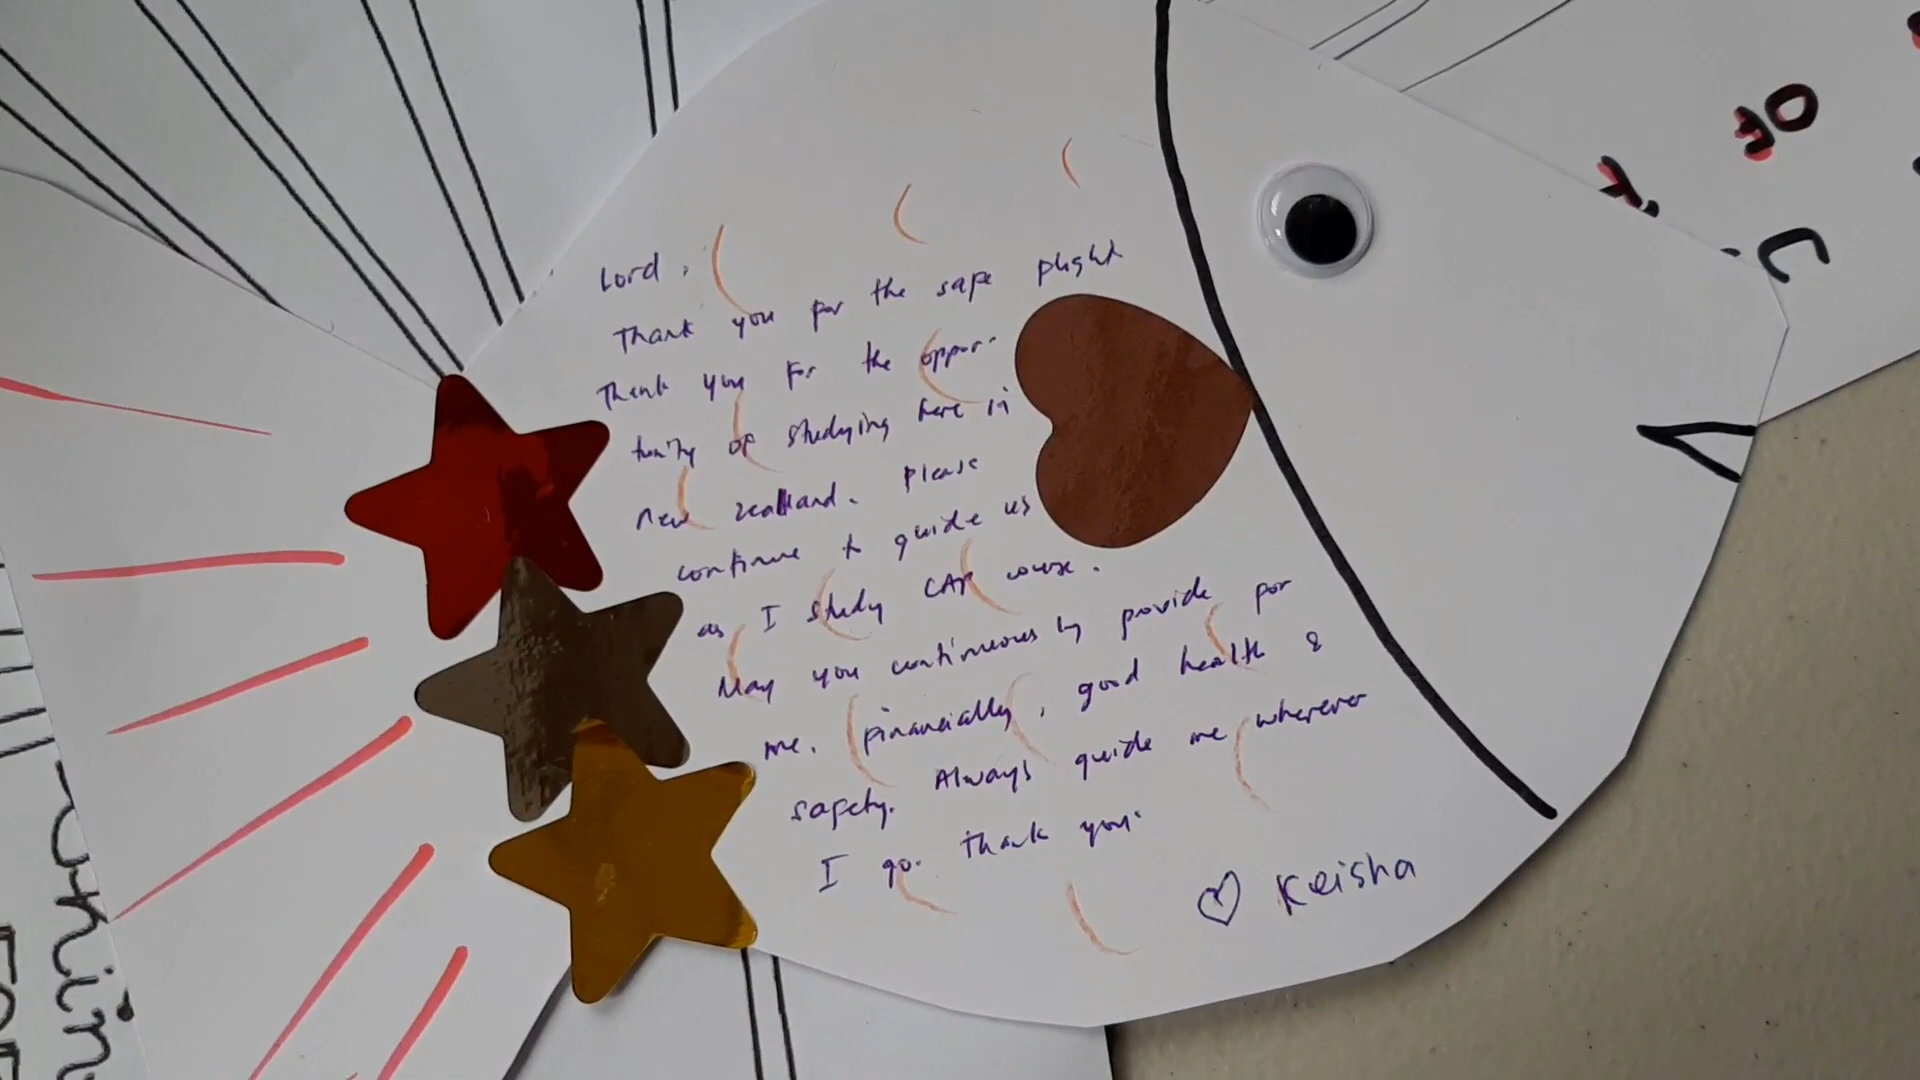 Lord,
Thank you for the safe flight
Thank you for the oppor-
tunity of studying here in
New Zealand. Please
continue to guide us
as I study CAP course.
May you continuously provide for
me, financially, good health &
safety. Always guide me wherever
I go. Thank you.
♡ Keisha
OF